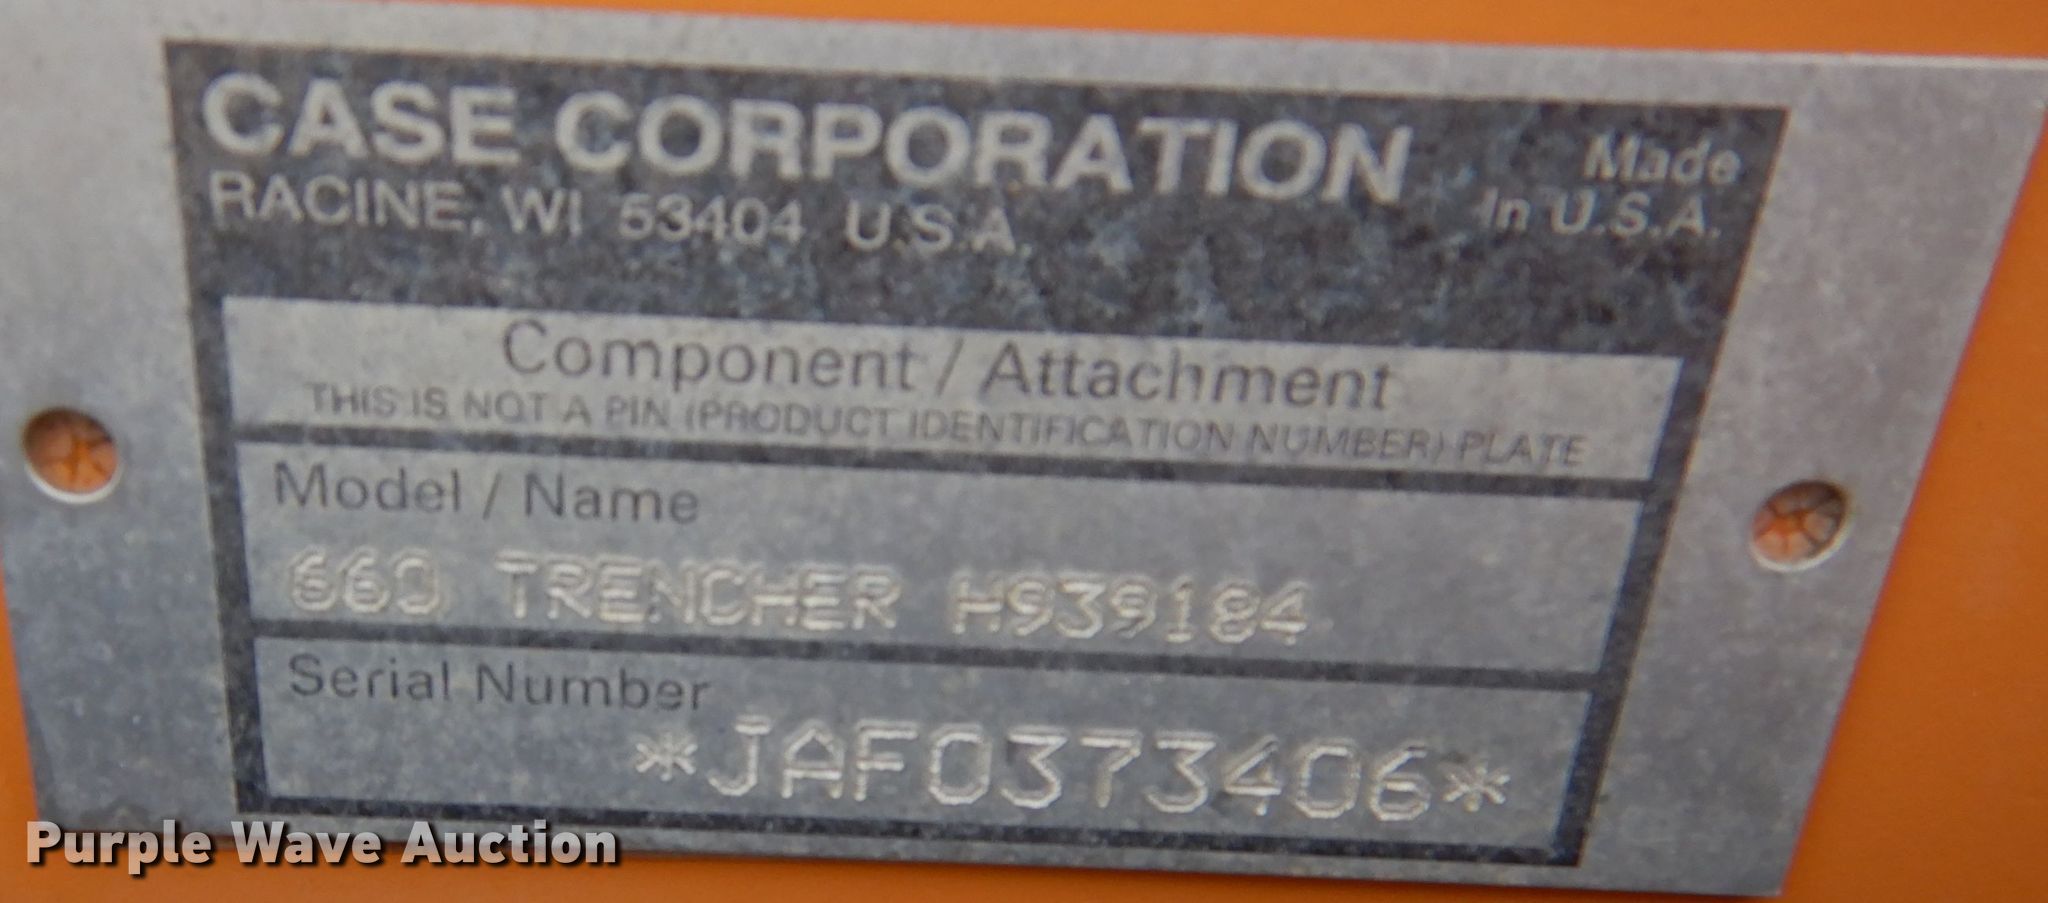 CASE CORPORATION
RACINE, WI 53404 U.S.A.
Made
In U.S.A.
Component / Attachment
THIS IS NOT A PIN (PRODUCT IDENTIFICATION NUMBER) PLATE
Model / Name
660 TRENCHER H939184
Serial Number
*JAF0373406*
Purple Wave Auction